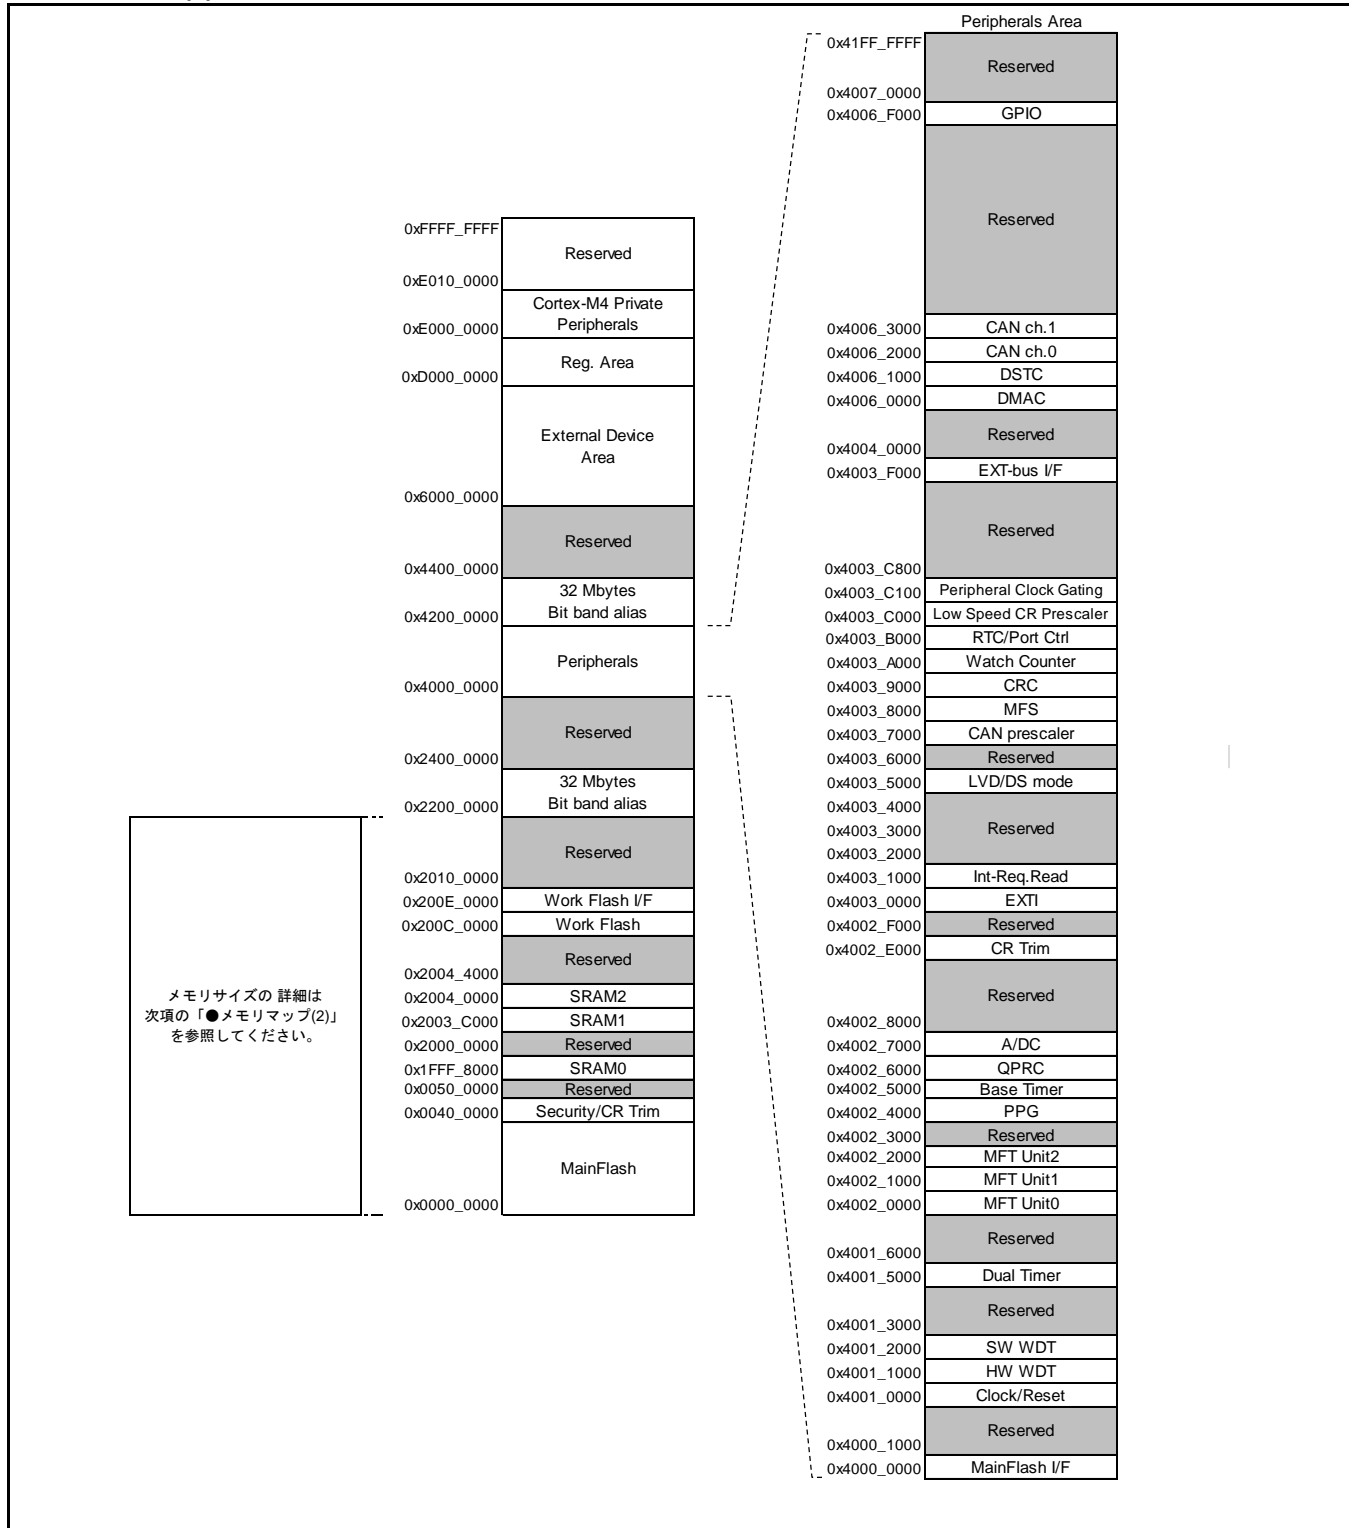 0xFFFF_FFFF
Reserved
0xE010_0000
Cortex-M4 Private
Peripherals
0xE000_0000
Reg. Area
0xD000_0000
External Device
Area
0x6000_0000
Reserved
0x4400_0000
32 Mbytes
Bit band alias
0x4200_0000
Peripherals
0x4000_0000
Reserved
0x2400_0000
32 Mbytes
Bit band alias
0x2200_0000
Reserved
0x2010_0000
0x200E_0000 Work Flash I/F
0x200C_0000 Work Flash
Reserved
0x2004_4000
0x2004_0000 SRAM2
0x2003_C000 SRAM1
0x2000_0000 Reserved
0x1FFF_8000 SRAM0
0x0050_0000 Reserved
0x0040_0000 Security/CR Trim
MainFlash
0x0000_0000
メモリサイズの 詳細は
次項の「●メモリマップ(2)」
を参照してください。
Peripherals Area
0x41FF_FFFF
Reserved
0x4007_0000
0x4006_F000 GPIO
Reserved
0x4006_3000 CAN ch.1
0x4006_2000 CAN ch.0
0x4006_1000 DSTC
0x4006_0000 DMAC
Reserved
0x4004_0000
0x4003_F000 EXT-bus I/F
Reserved
0x4003_C800
0x4003_C100 Peripheral Clock Gating
0x4003_C000 Low Speed CR Prescaler
0x4003_B000 RTC/Port Ctrl
0x4003_A000 Watch Counter
0x4003_9000 CRC
0x4003_8000 MFS
0x4003_7000 CAN prescaler
0x4003_6000 Reserved
0x4003_5000 LVD/DS mode
0x4003_4000
0x4003_3000 Reserved
0x4003_2000
0x4003_1000 Int-Req.Read
0x4003_0000 EXTI
0x4002_F000 Reserved
0x4002_E000 CR Trim
Reserved
0x4002_8000
0x4002_7000 A/DC
0x4002_6000 QPRC
0x4002_5000 Base Timer
0x4002_4000 PPG
0x4002_3000 Reserved
0x4002_2000 MFT Unit2
0x4002_1000 MFT Unit1
0x4002_0000 MFT Unit0
Reserved
0x4001_6000
0x4001_5000 Dual Timer
Reserved
0x4001_3000
0x4001_2000 SW WDT
0x4001_1000 HW WDT
0x4001_0000 Clock/Reset
Reserved
0x4000_1000
0x4000_0000 MainFlash I/F